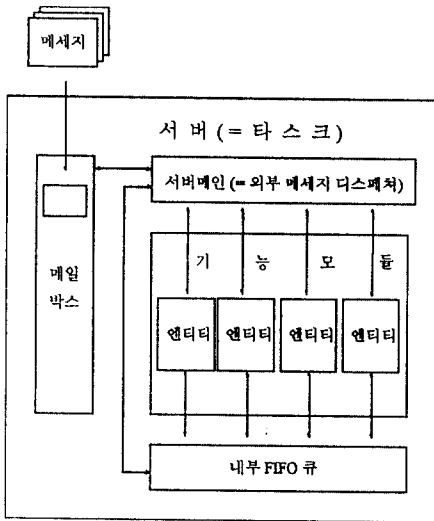 메세지
서 버 (= 타 스 크)
서버메인 (= 외부 메세지 디스패쳐)
메일
박스
기 능 모 듈
엔티티 엔티티 엔티티 엔티티
내부 FIFO 큐